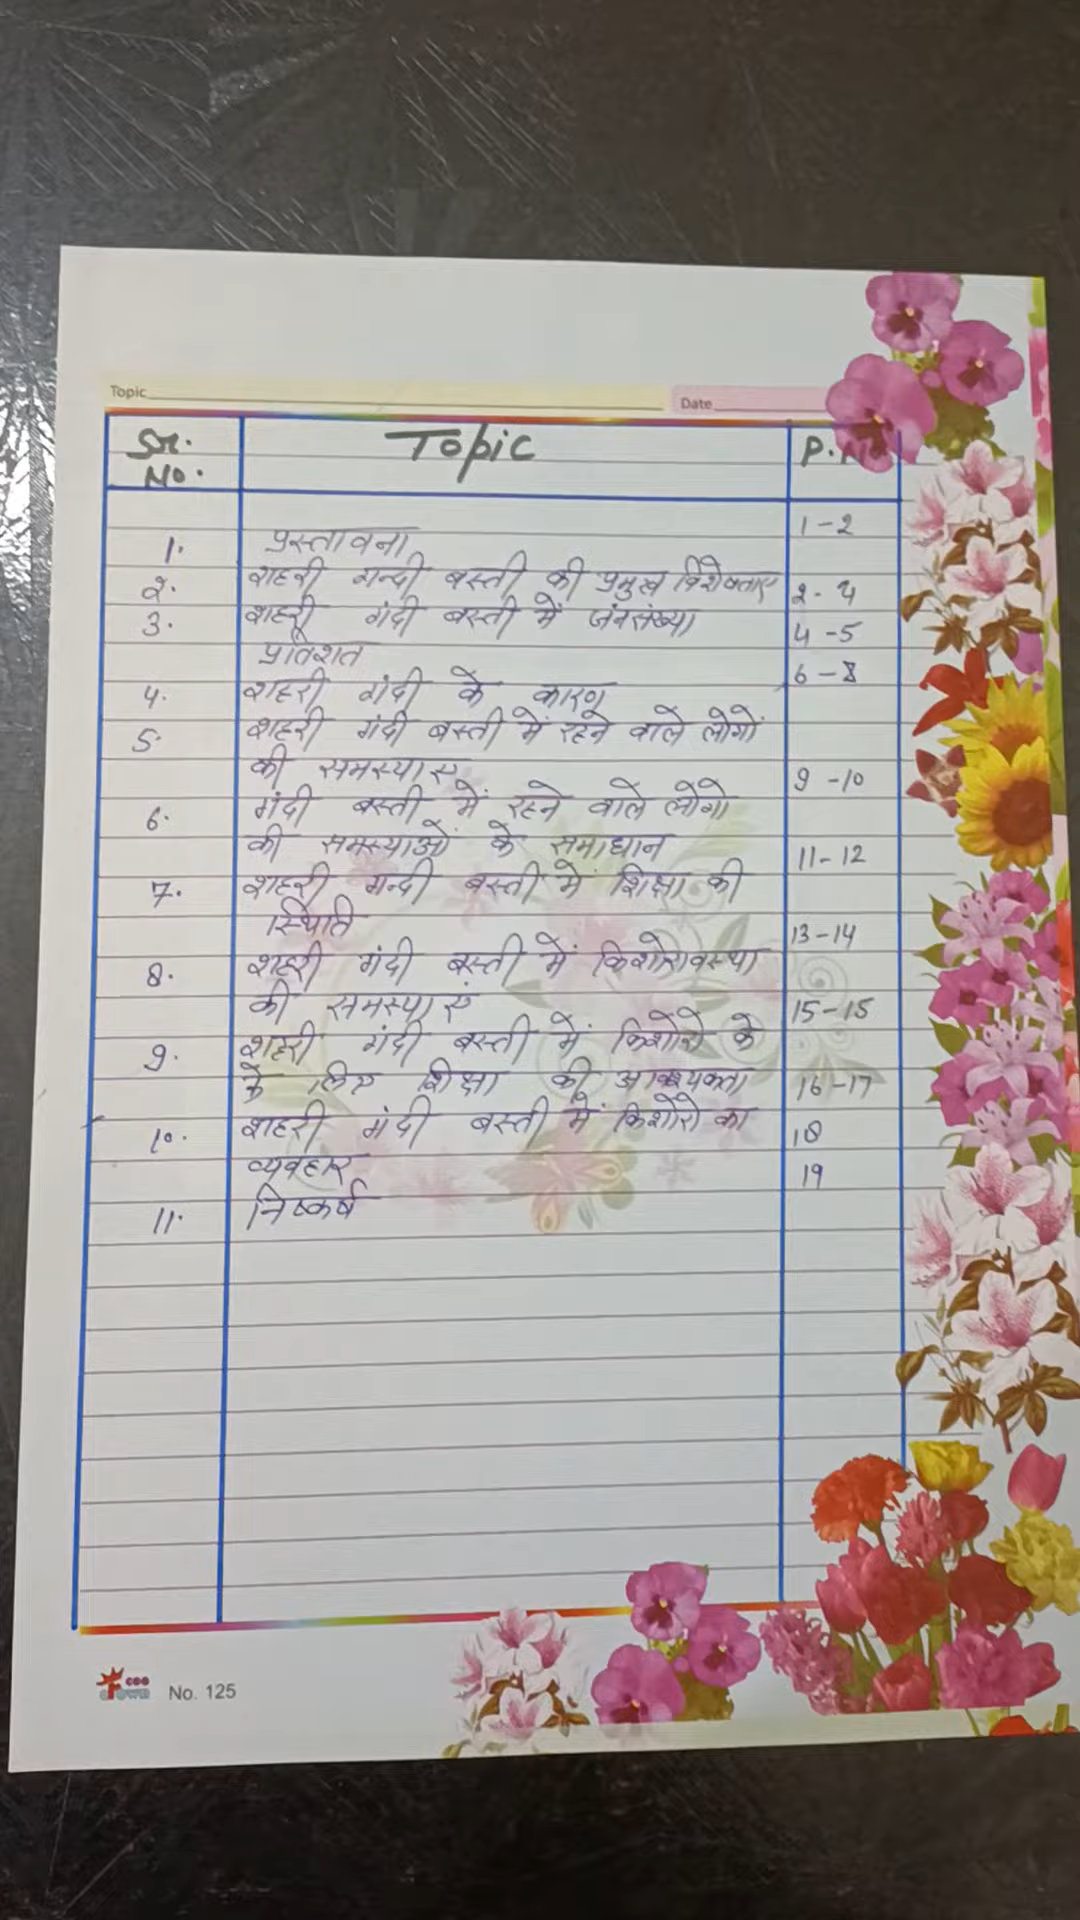 Topic Date
Sr. No. Topic P.N
1-2
1. प्रस्तावना
2. शहरी गन्दी बस्ती की प्रमुख विशेषताए 2-4
3. शहरी गंदी बस्ती में जंनसंख्या 4-5
प्रतिशत 6-8
4. शहरी गंदी के कारण
5. शहरी गंदी बस्ती में रहने वाले लोगों
की समस्याएं 9-10
6. गंदी बस्ती में रहने वाले लोगो
की समस्याओं के समाधान 11-12
7. शहरी गन्दी बस्ती में शिक्षा की
स्थिति 13-14
8. शहरी गंदी बस्ती में किशोरावस्था
की समस्याएं 15-15
9. शहरी गंदी बस्ती में किशोरो के
के लिए शिक्षा की आवश्यकता 16-17
10. शहरी गंदी बस्ती में किशोरो का 18
व्यवहार 19
11. निष्कर्ष
coo crown No. 125